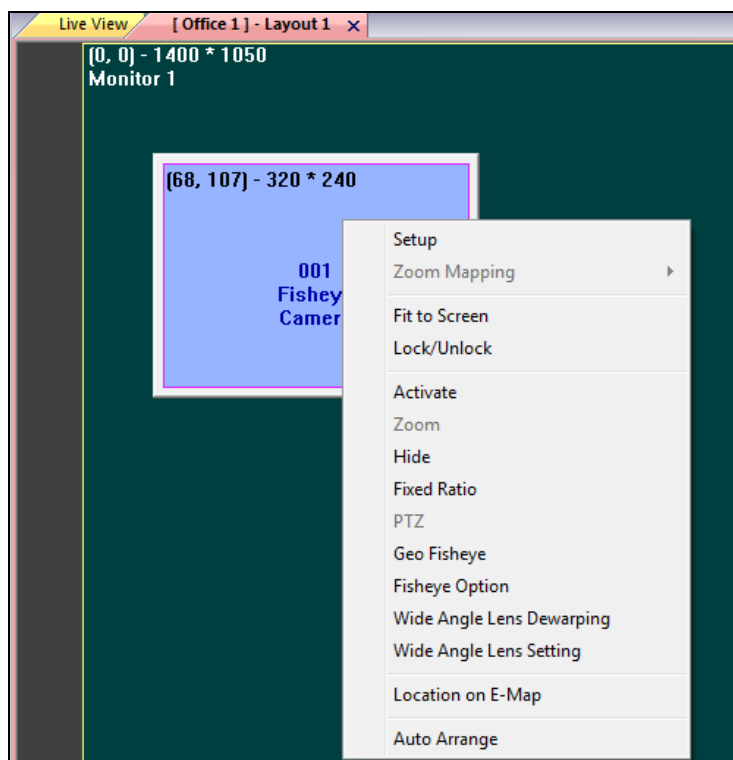 Live View
[ Office 1 ] - Layout 1 x
(0, 0) - 1400 * 1050
Monitor 1
(68, 107) - 320 * 240
001
Fishey
Camer
Setup
Zoom Mapping
Fit to Screen
Lock/Unlock
Activate
Zoom
Hide
Fixed Ratio
PTZ
Geo Fisheye
Fisheye Option
Wide Angle Lens Dewarping
Wide Angle Lens Setting
Location on E-Map
Auto Arrange